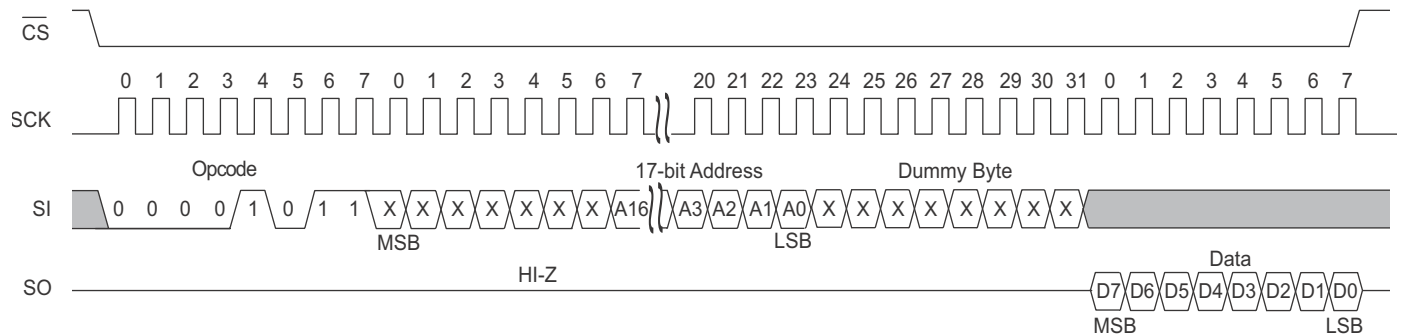 CS
0 1 2 3 4 5 6 7 0 1 2 3 4 5 6 7 20 21 22 23 24 25 26 27 28 29 30 31 0 1 2 3 4 5 6 7
SCK
Opcode 17-bit Address Dummy Byte
SI 0 0 0 0 1 0 1 1 X X X X X X X A16 A3 A2 A1 A0 X X X X X X X X
MSB LSB
HI-Z Data
SO D7 D6 D5 D4 D3 D2 D1 D0
MSB LSB